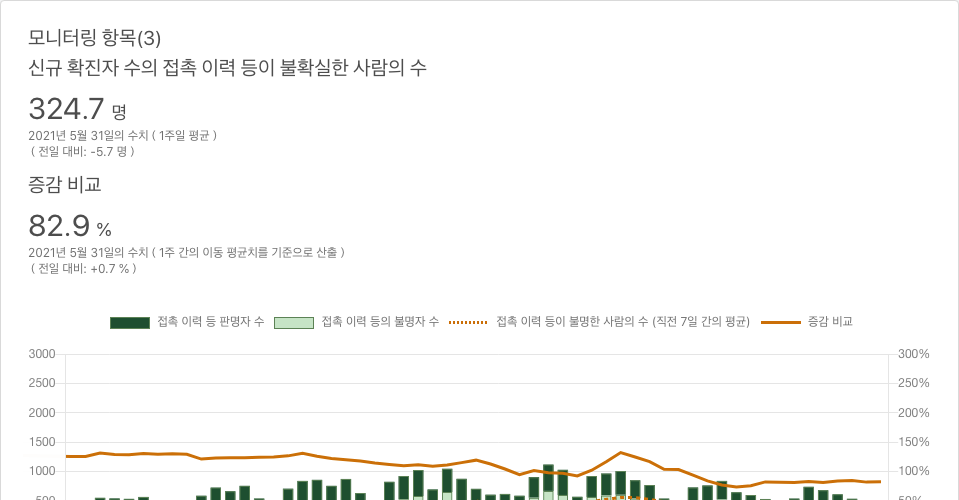 모니터링 항목(3)
신규 확진자 수의 접촉 이력 등이 불확실한 사람의 수
324.7 명
2021년 5월 31일의 수치 ( 1주일 평균 )
( 전일 대비: -5.7 명 )
증감 비교
82.9 %
2021년 5월 31일의 수치 ( 1주 간의 이동 평균치를 기준으로 산출 )
( 전일 대비: +0.7 % )
접촉 이력 등 판명자 수 접촉 이력 등의 불명자 수 접촉 이력 등이 불명한 사람의 수 (직전 7일 간의 평균) 증감 비교
3000 300%
2500 250%
2000 200%
1500 150%
1000 100%
500 50%